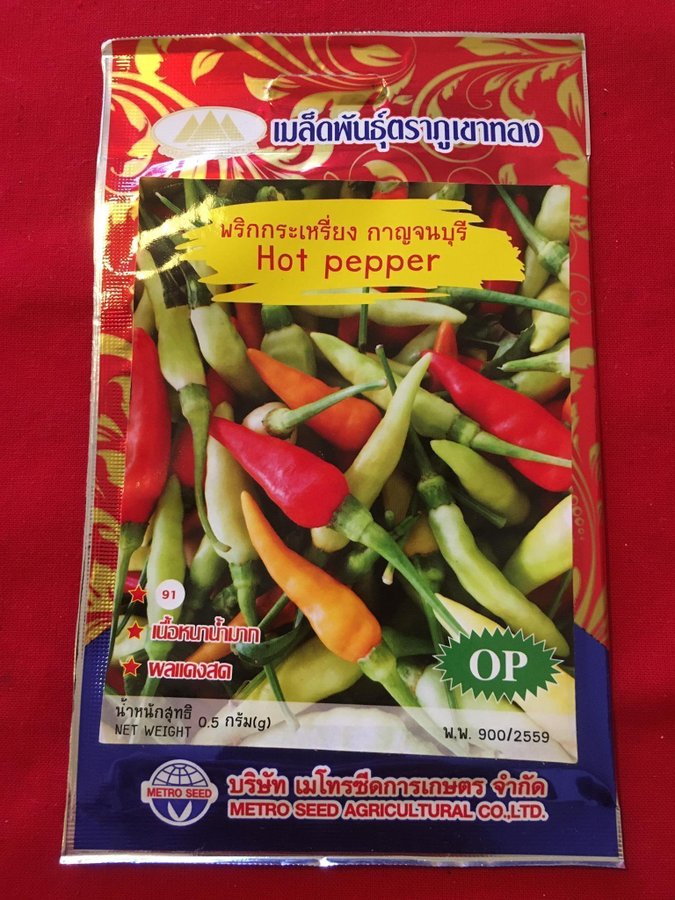 เมล็ดพันธุ์ตราภูเขาทอง
พริกกระเหรี่ยง กาญจนบุรี
Hot pepper
91
เนื้อหนาน้ำมาก
ผลแดงสด
OP
น้ำหนักสุทธิ 0.5 กรัม(g)
NET WEIGHT
พ.พ. 900/2559
METRO SEED
บริษัท เมโทรซีดการเกษตร จำกัด
METRO SEED AGRICULTURAL CO.,LTD.